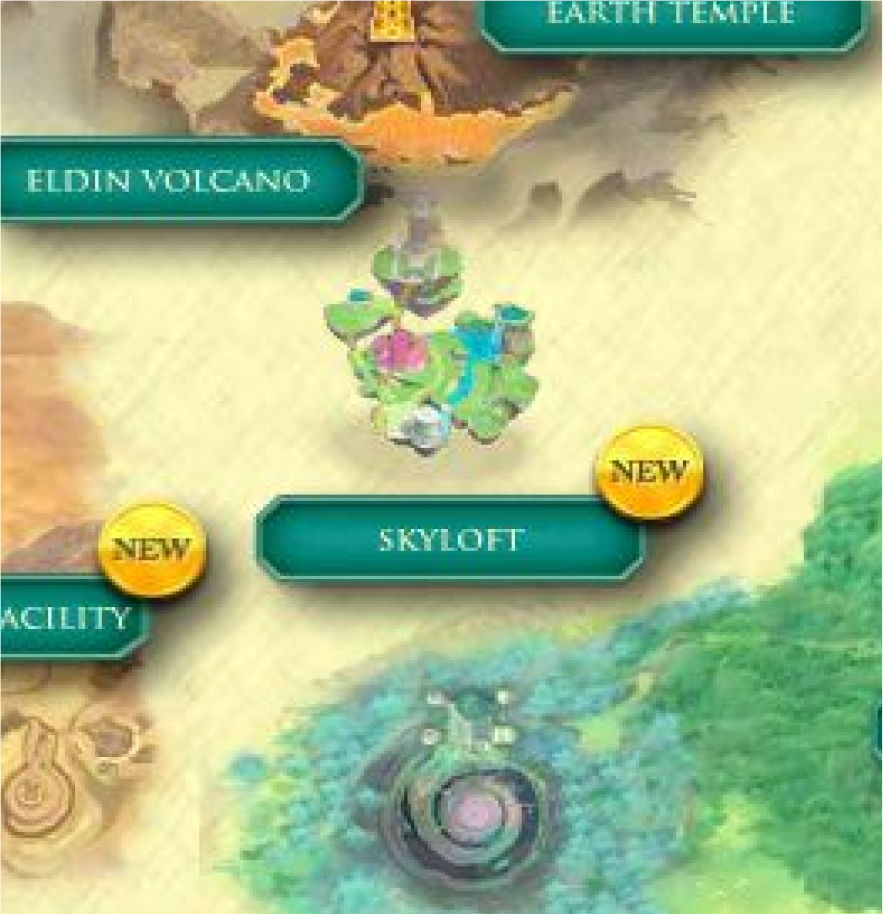 EARTH TEMPLE
ELDIN VOLCANO
NEW
SKYLOFT
NEW
ACILITY